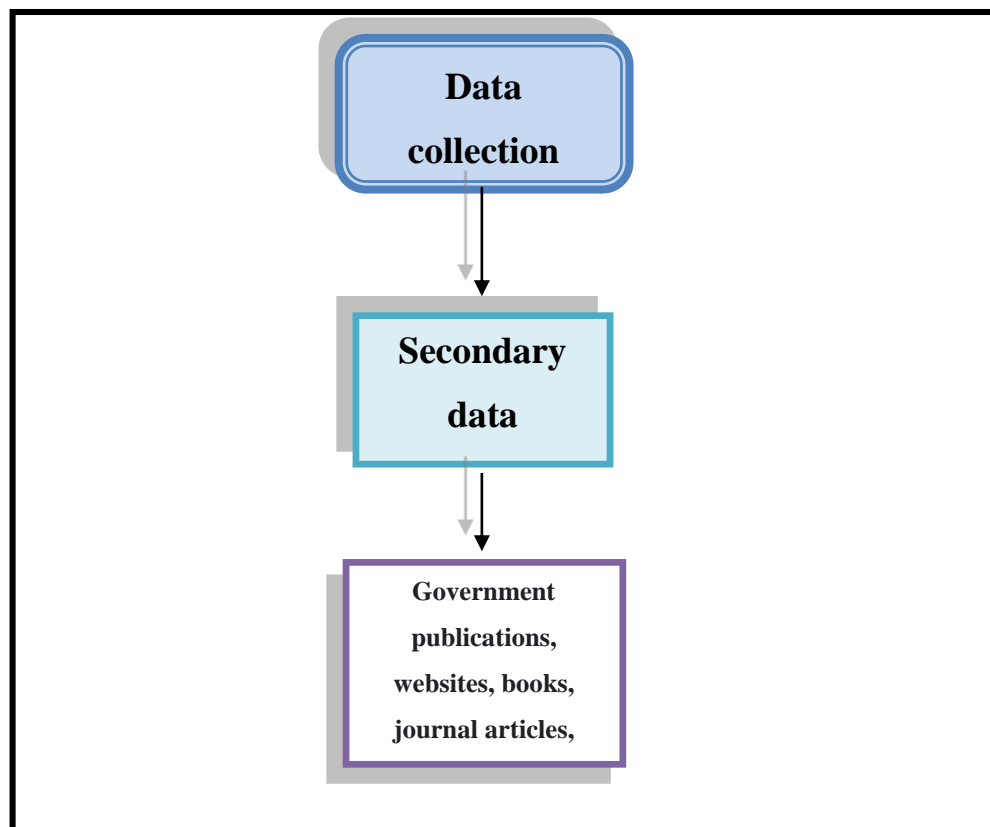 Data
collection
Secondary
data
Government
publications,
websites, books,
journal articles,